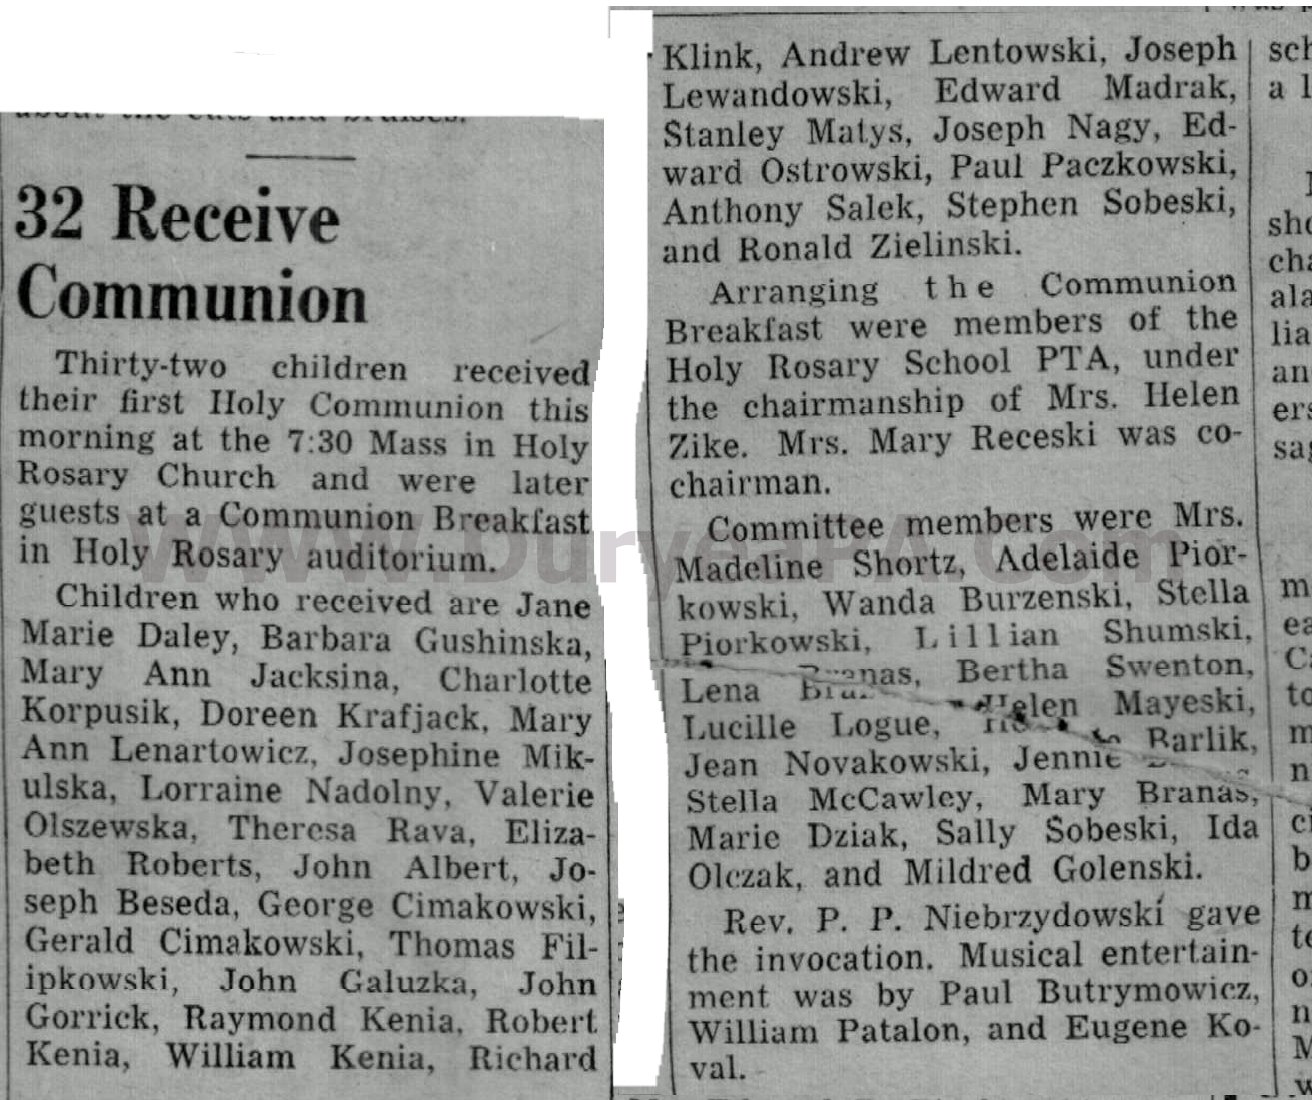 about the cuts and bruises.
32 Receive
Communion
Thirty-two children received
their first Holy Communion this
morning at the 7:30 Mass in Holy
Rosary Church and were later
guests at a Communion Breakfast
in Holy Rosary auditorium.
Children who received are Jane
Marie Daley, Barbara Gushinska,
Mary Ann Jacksina, Charlotte
Korpusik, Doreen Krafjack, Mary
Ann Lenartowicz, Josephine Mik-
ulska, Lorraine Nadolny, Valerie
Olszewska, Theresa Rava, Eliza-
beth Roberts, John Albert, Jo-
seph Beseda, George Cimakowski,
Gerald Cimakowski, Thomas Fil-
ipkowski, John Galuzka, John
Gorrick, Raymond Kenia, Robert
Kenia, William Kenia, Richard
Klink, Andrew Lentowski, Joseph
Lewandowski, Edward Madrak,
Stanley Matys, Joseph Nagy, Ed-
ward Ostrowski, Paul Paczkowski,
Anthony Salek, Stephen Sobeski,
and Ronald Zielinski.
Arranging the Communion
Breakfast were members of the
Holy Rosary School PTA, under
the chairmanship of Mrs. Helen
Zike. Mrs. Mary Receski was co-
chairman.
Committee members were Mrs.
Madeline Shortz, Adelaide Pior-
kowski, Wanda Burzenski, Stella
Piorkowski, Lillian Shumski,
Lena Branas, Bertha Swenton,
Lucille Logue, Helen Mayeski,
Jean Novakowski, Jennie Barlik,
Stella McCawley, Mary Branas,
Marie Dziak, Sally Sobeski, Ida
Olczak, and Mildred Golenski.
Rev. P. P. Niebrzydowski gave
the invocation. Musical entertain-
ment was by Paul Butrymowicz,
William Patalon, and Eugene Ko-
val.
www.DuryeaPA.Com